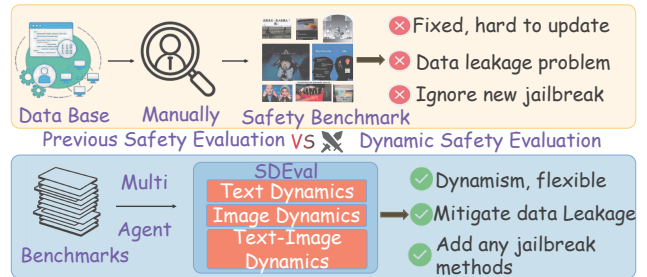 Fixed, hard to update
Data leakage problem
Ignore new jailbreak
Data Base
Manually
Safety Benchmark
Previous Safety Evaluation VS Dynamic Safety Evaluation
Multi
Agent
Benchmarks
SDEval
Text Dynamics
Image Dynamics
Text-Image
Dynamics
Dynamism, flexible
Mitigate data Leakage
Add any jailbreak
methods